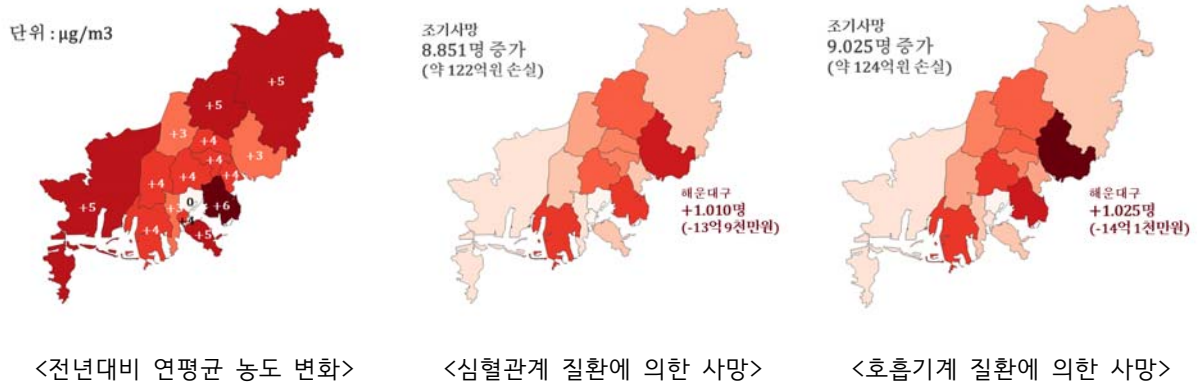 단위 : μg/m3
+5
+5
+3
+4
+4
+3
+4
+4
+4
+5
0
+6
+3
+4
+4
+5
조기사망
8.851명 증가
(약 122억원 손실)
해운대구
+1.010명
(-13억 9천만원)
조기사망
9.025명 증가
(약 124억원 손실)
해운대구
+1.025명
(-14억 1천만원)
<전년대비 연평균 농도 변화>
<심혈관계 질환에 의한 사망>
<호흡기계 질환에 의한 사망>